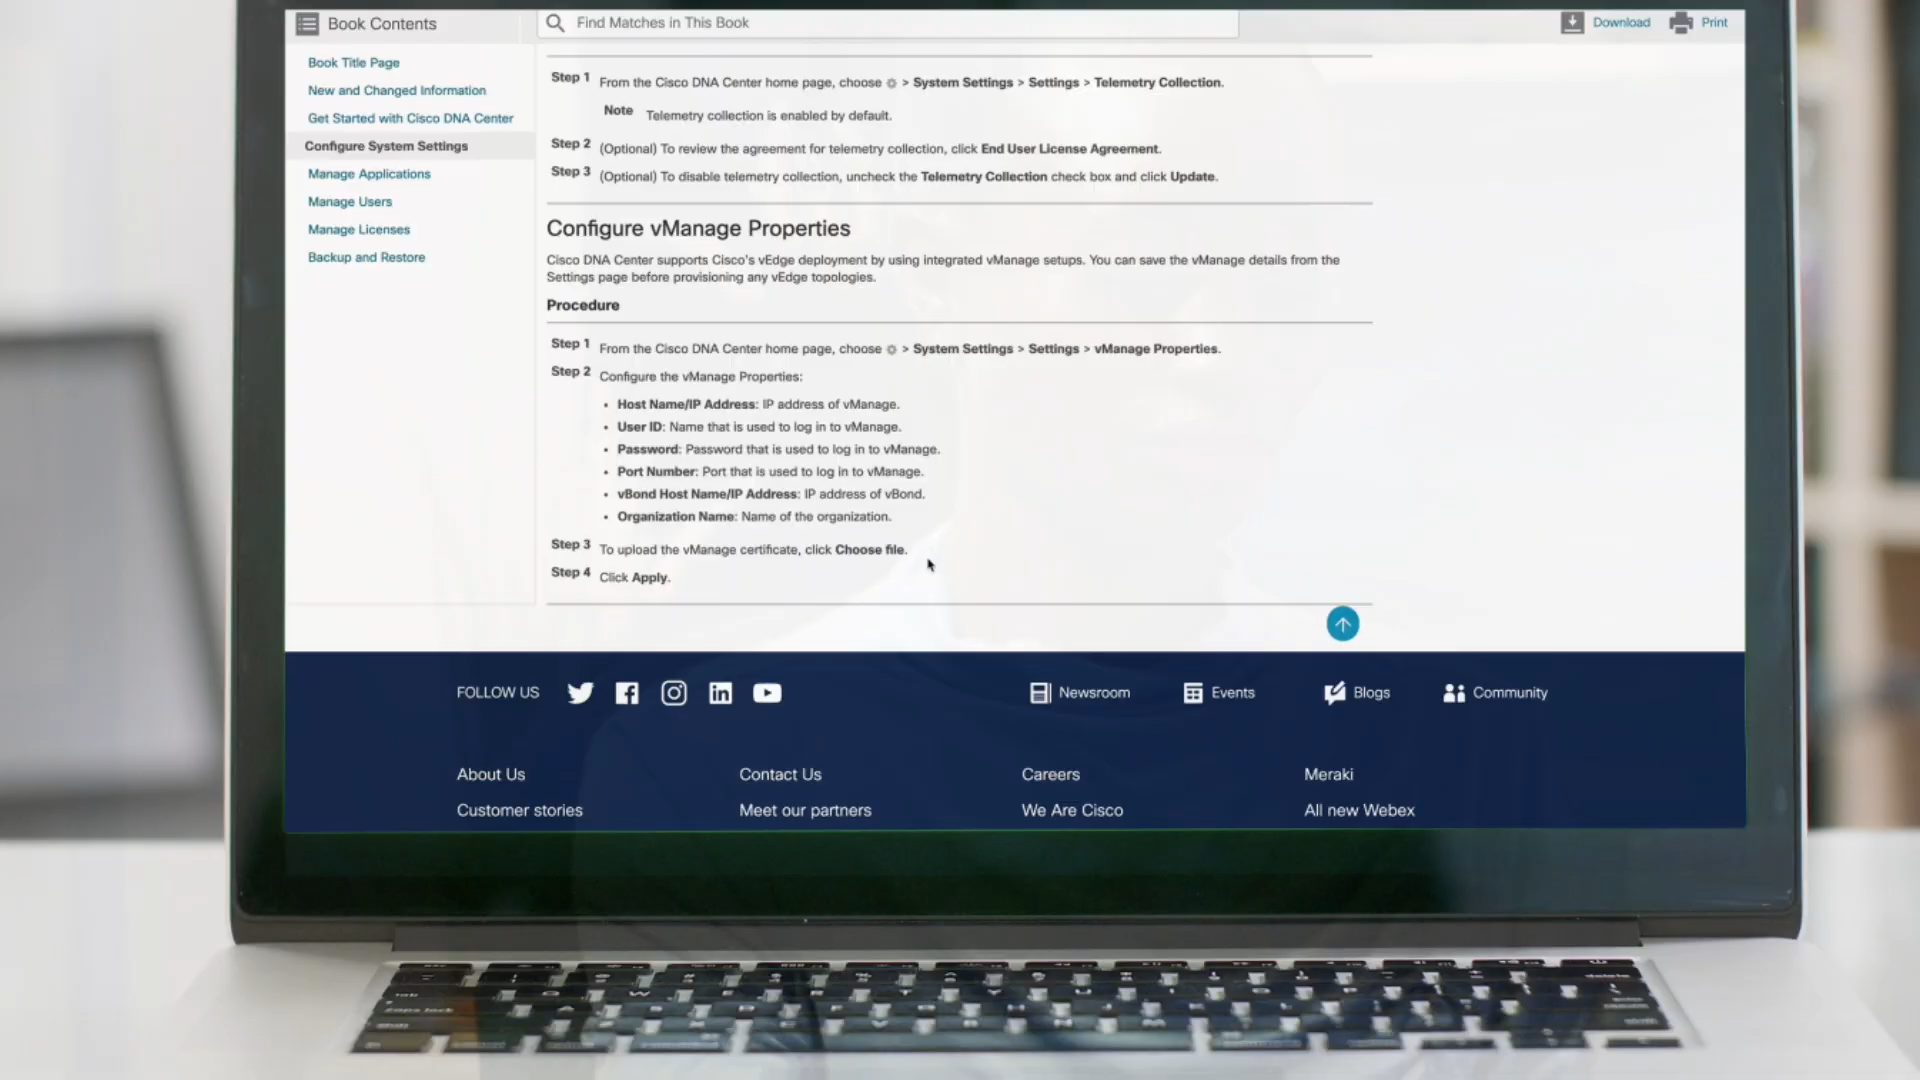 Book Contents
Find Matches in This Book
Download
Print
Book Title Page
New and Changed Information
Get Started with Cisco DNA Center
Configure System Settings
Manage Applications
Manage Users
Manage Licenses
Backup and Restore
Step 1 From the Cisco DNA Center home page, choose > System Settings > Settings > Telemetry Collection.
Note Telemetry collection is enabled by default.
Step 2 (Optional) To review the agreement for telemetry collection, click End User License Agreement.
Step 3 (Optional) To disable telemetry collection, uncheck the Telemetry Collection check box and click Update.
Configure vManage Properties
Cisco DNA Center supports Cisco's vEdge deployment by using integrated vManage setups. You can save the vManage details from the
Settings page before provisioning any vEdge topologies.
Procedure
Step 1 From the Cisco DNA Center home page, choose > System Settings > Settings > vManage Properties.
Step 2 Configure the vManage Properties:
• Host Name/IP Address: IP address of vManage.
• User ID: Name that is used to log in to vManage.
• Password: Password that is used to log in to vManage.
• Port Number: Port that is used to log in to vManage.
• vBond Host Name/IP Address: IP address of vBond.
• Organization Name: Name of the organization.
Step 3 To upload the vManage certificate, click Choose file.
Step 4 Click Apply.
FOLLOW US
Newsroom
Events
Blogs
Community
About Us
Contact Us
Careers
Meraki
Customer stories
Meet our partners
We Are Cisco
All new Webex